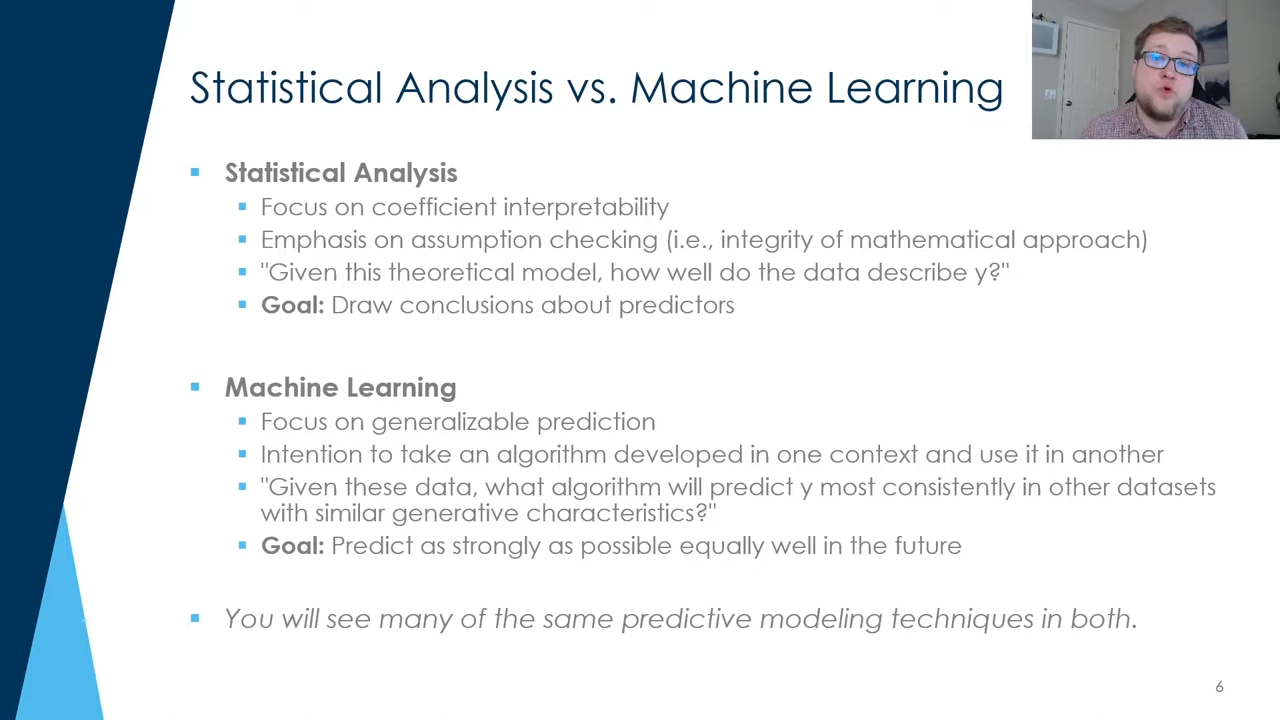 Statistical Analysis vs. Machine Learning
Statistical Analysis
Focus on coefficient interpretability
Emphasis on assumption checking (i.e., integrity of mathematical approach)
"Given this theoretical model, how well do the data describe y?"
Goal: Draw conclusions about predictors
Machine Learning
Focus on generalizable prediction
Intention to take an algorithm developed in one context and use it in another
"Given these data, what algorithm will predict y most consistently in other datasets
with similar generative characteristics?"
Goal: Predict as strongly as possible equally well in the future
You will see many of the same predictive modeling techniques in both.
6